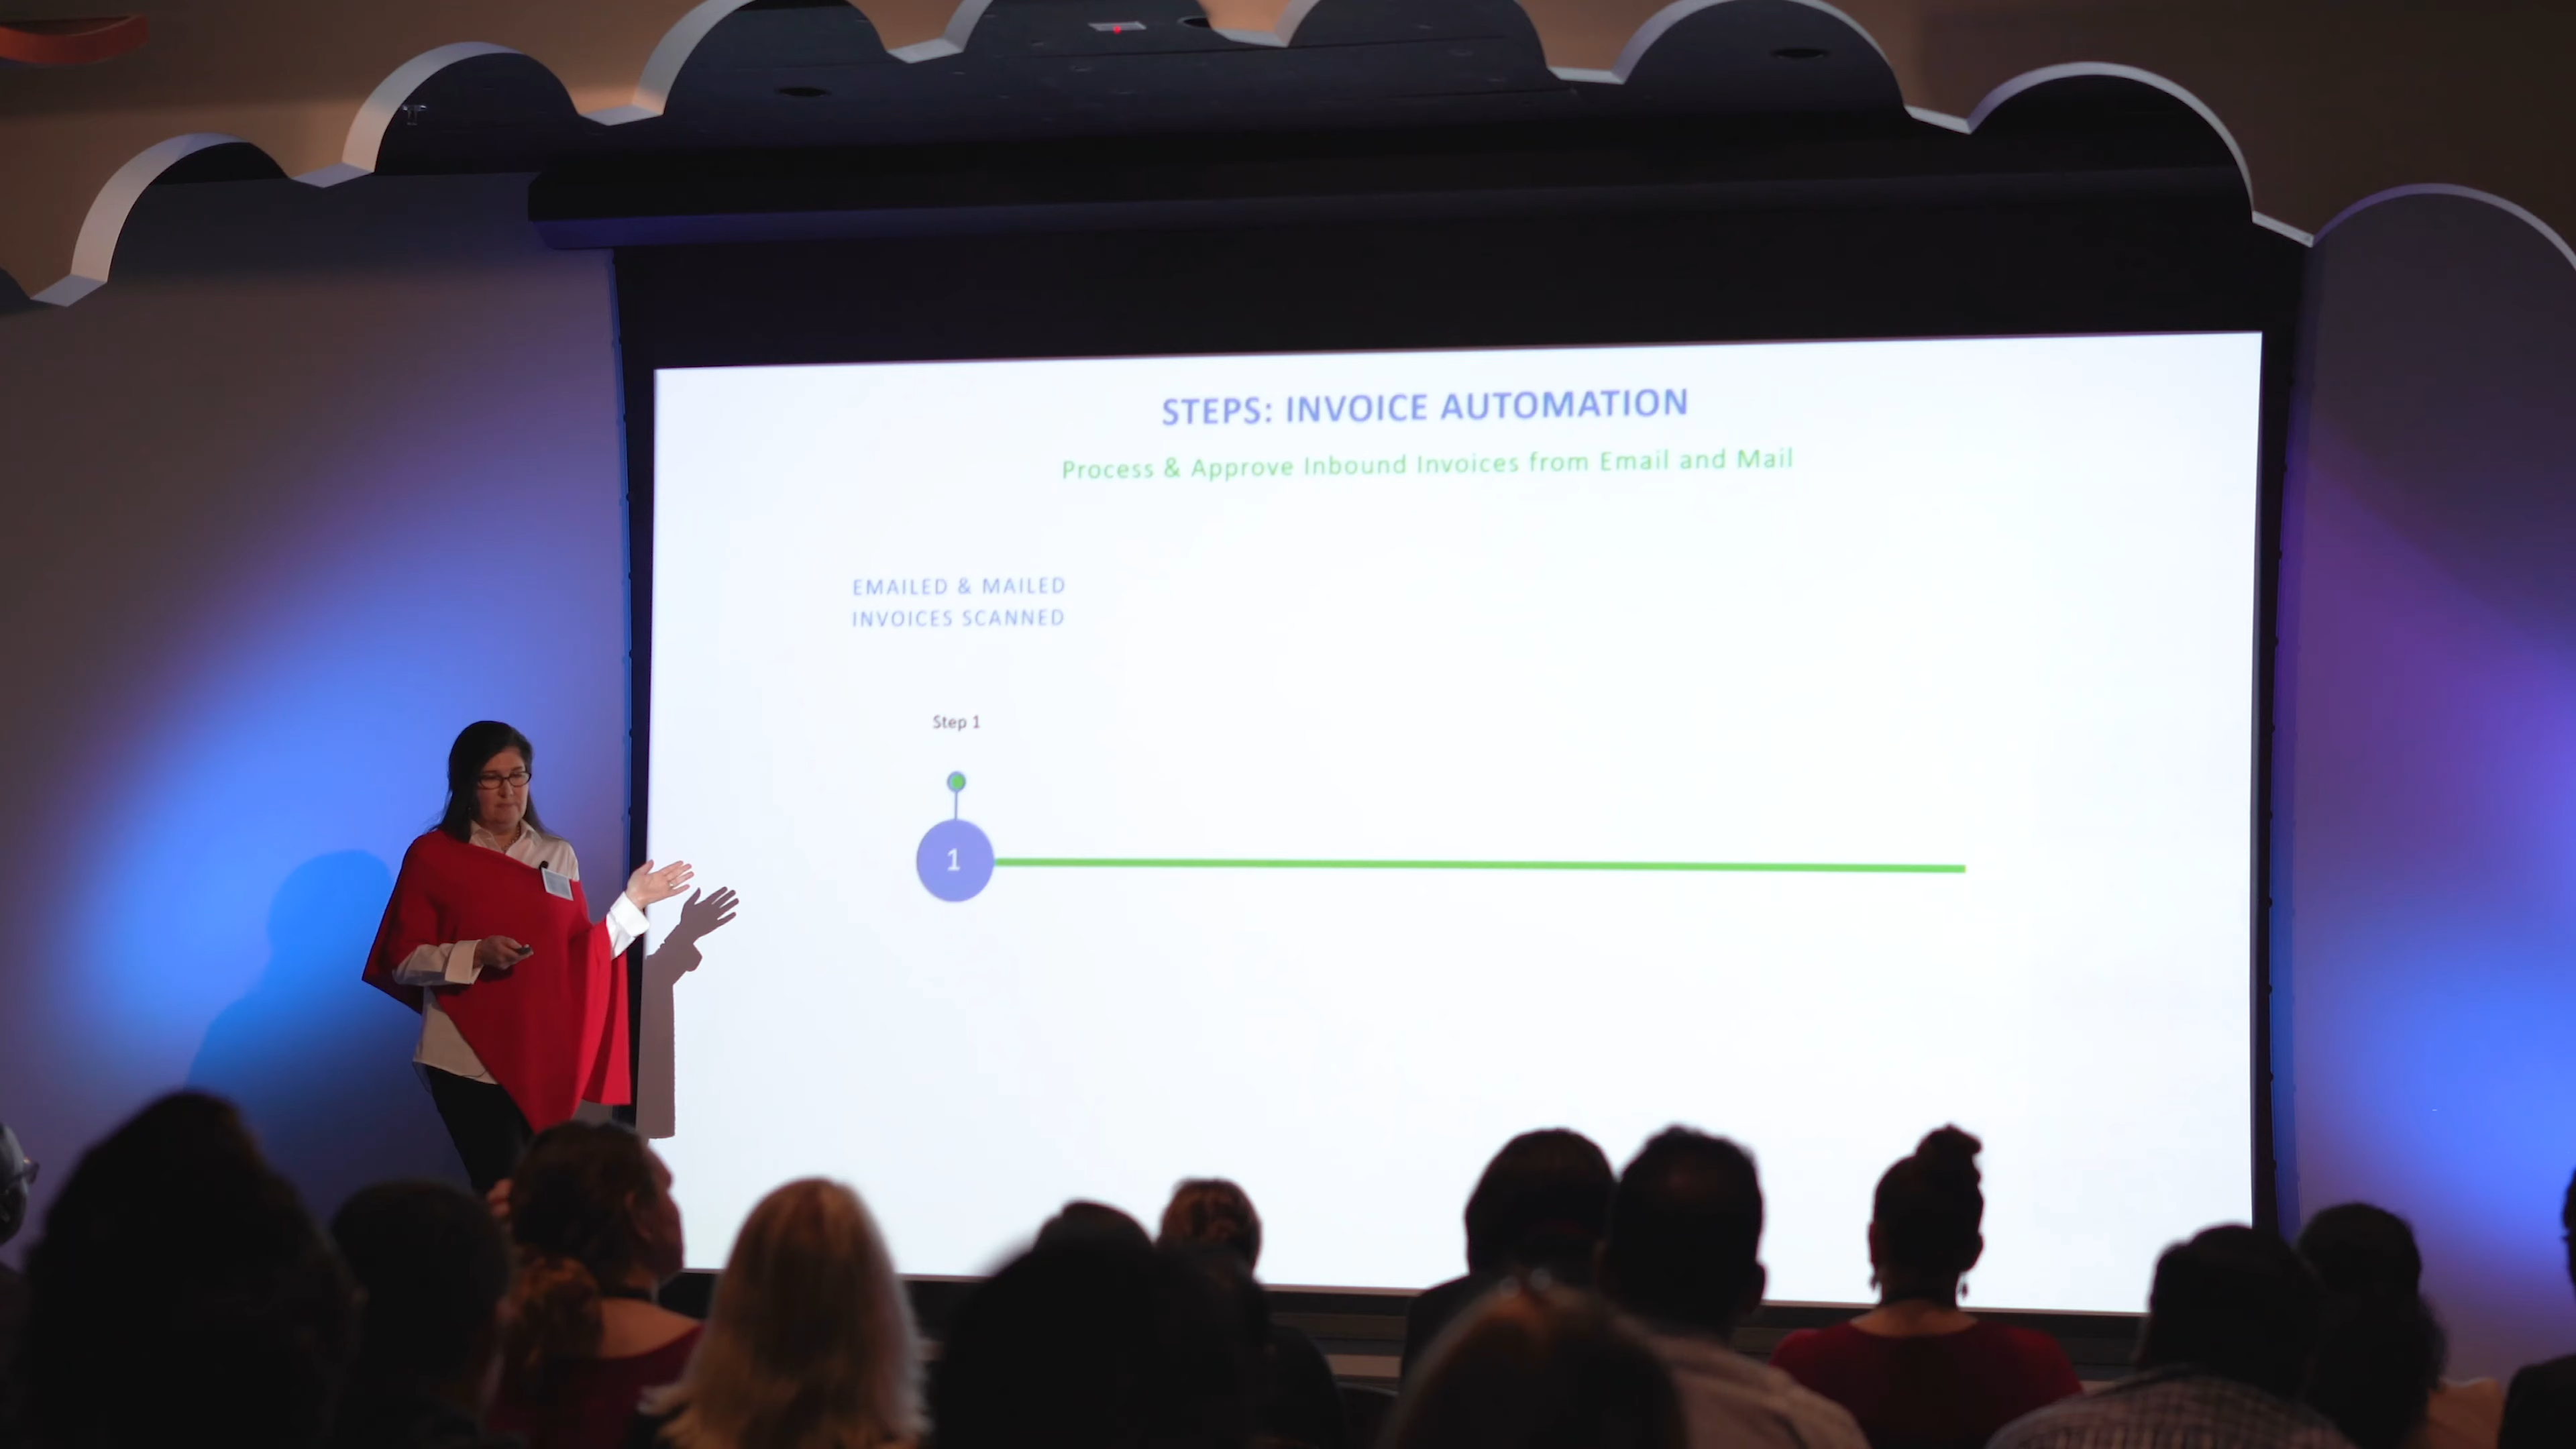 STEPS: INVOICE AUTOMATION
Process & Approve Inbound Invoices from Email and Mail
EMAILED & MAILED
INVOICES SCANNED
Step 1
1